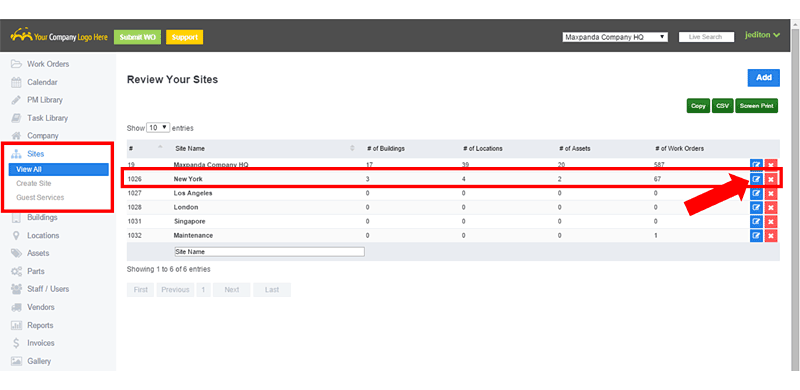 Your Company Logo Here Submit WO Support Maxpanda Company HQ Live Search jediton
Work Orders
Calendar
PM Library
Task Library
Company
Sites
View All
Create Site
Guest Services
Buildings
Locations
Assets
Parts
Staff / Users
Vendors
Reports
Invoices
Gallery
Review Your Sites Add
Copy CSV Screen Print
Show 10 entries
# Site Name # of Buildings # of Locations # of Assets # of Work Orders
19 Maxpanda Company HQ 17 39 20 587
1026 New York 3 4 2 67
1027 Los Angeles 0 0 0 0
1028 London 0 0 0 0
1031 Singapore 0 0 0 0
1032 Maintenance 0 0 0 1
Site Name
Showing 1 to 6 of 6 entries
First Previous 1 Next Last